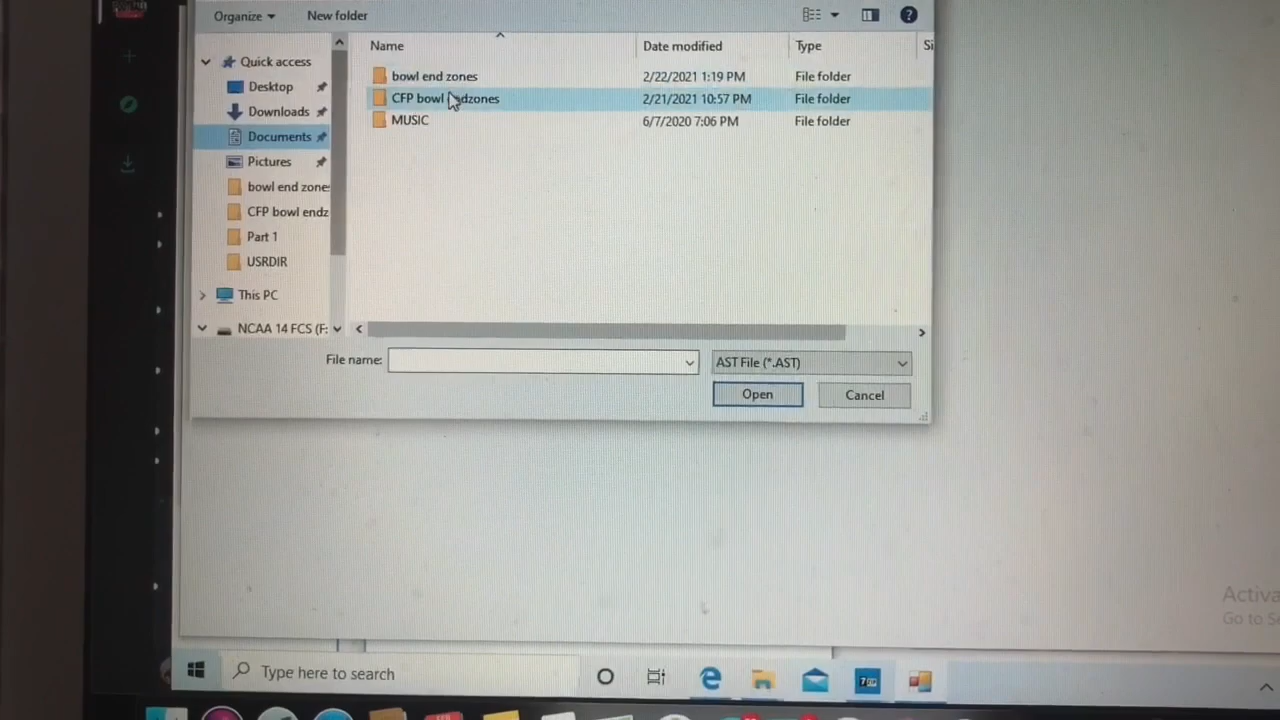 Organize
New folder
Name
Date modified
Type
Si
Quick access
Desktop
Downloads
Documents
Pictures
bowl end zone
CFP bowl endz
Part 1
USRDIR
This PC
NCAA 14 FCS (F:
bowl end zones 2/22/2021 1:19 PM File folder
CFP bowl endzones 2/21/2021 10:57 PM File folder
MUSIC 6/7/2020 7:06 PM File folder
File name:
AST File (*.AST)
Open
Cancel
Activa
Go to Se
Type here to search